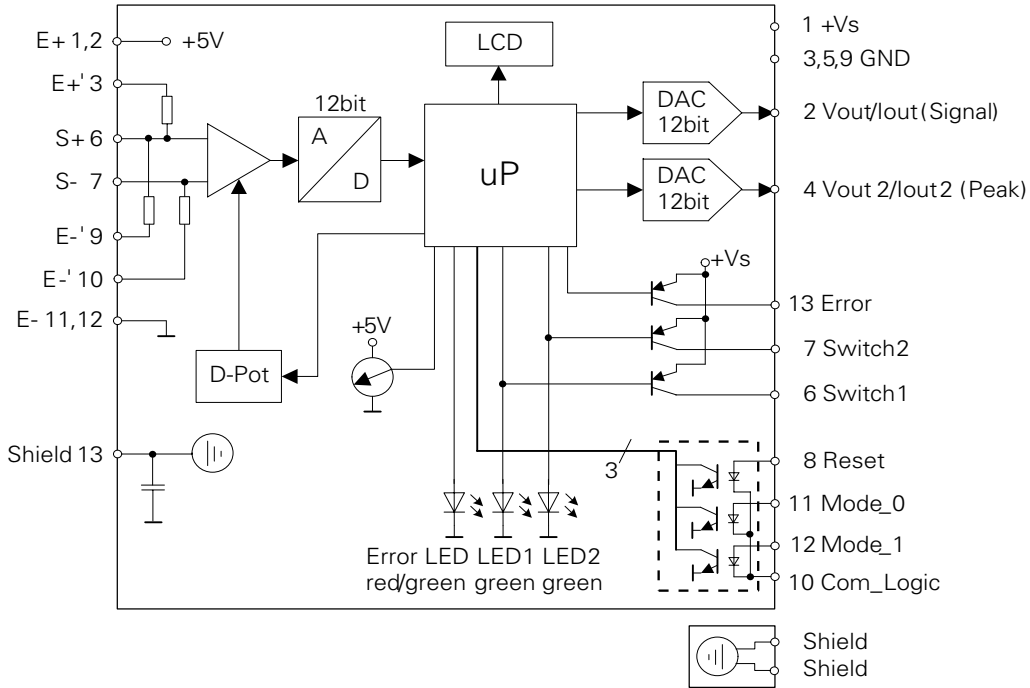 E+ 1,2
+5V
E+' 3
S+ 6
S- 7
E-' 9
E-' 10
E- 11,12
Shield 13
12bit
A
D
D-Pot
LCD
uP
+5V
DAC
12bit
DAC
12bit
+Vs
3
Error LED LED1 LED2
red/green green green
1 +Vs
3,5,9 GND
2 Vout/Iout (Signal)
4 Vout 2/Iout 2 (Peak)
13 Error
7 Switch2
6 Switch1
8 Reset
11 Mode_0
12 Mode_1
10 Com_Logic
Shield
Shield